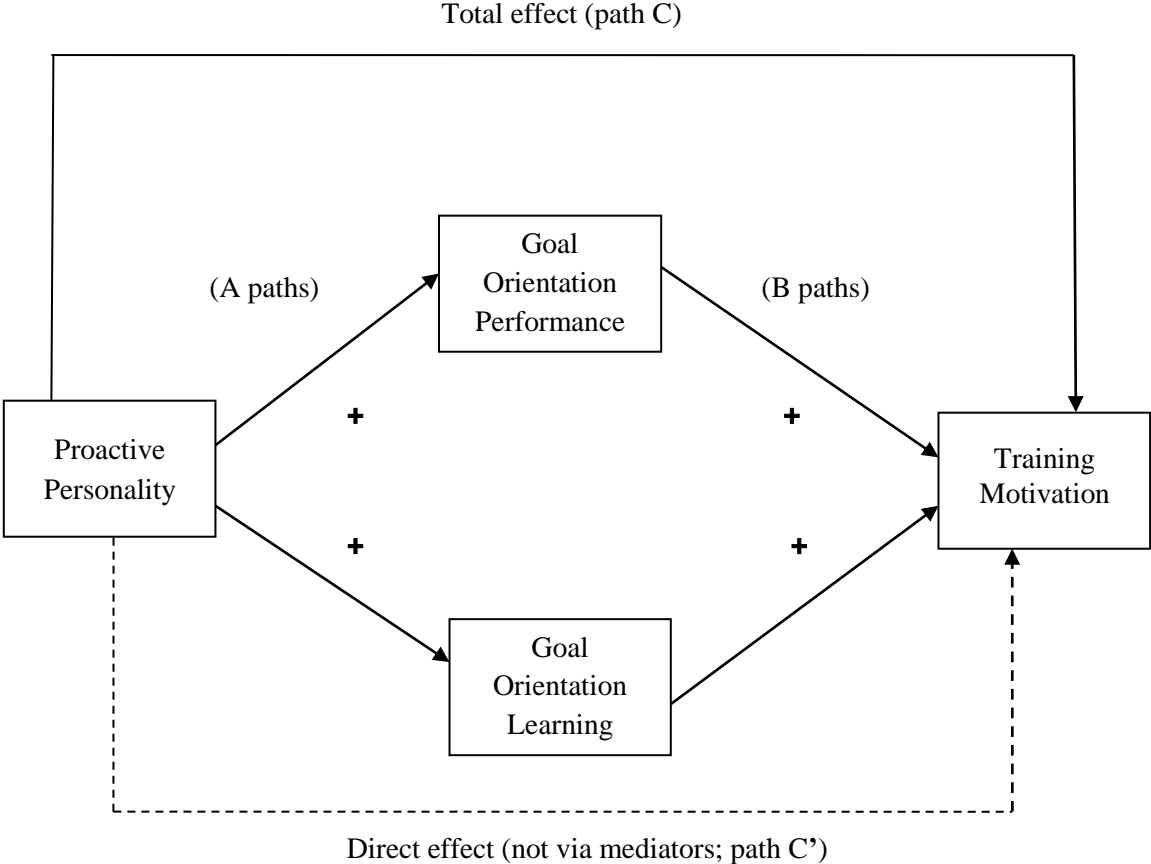 Total effect (path C)
Goal
Orientation
Performance
(A paths)
(B paths)
+
+
Proactive
Personality
Training
Motivation
+
+
Goal
Orientation
Learning
Direct effect (not via mediators; path C’)